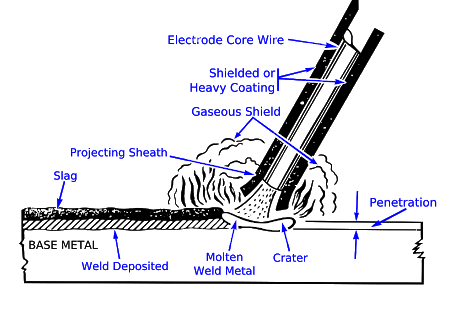 Electrode Core Wire
Shielded or
Heavy Coating
Gaseous Shield
Projecting Sheath
Slag
Penetration
BASE METAL
Weld Deposited
Molten
Weld Metal
Crater